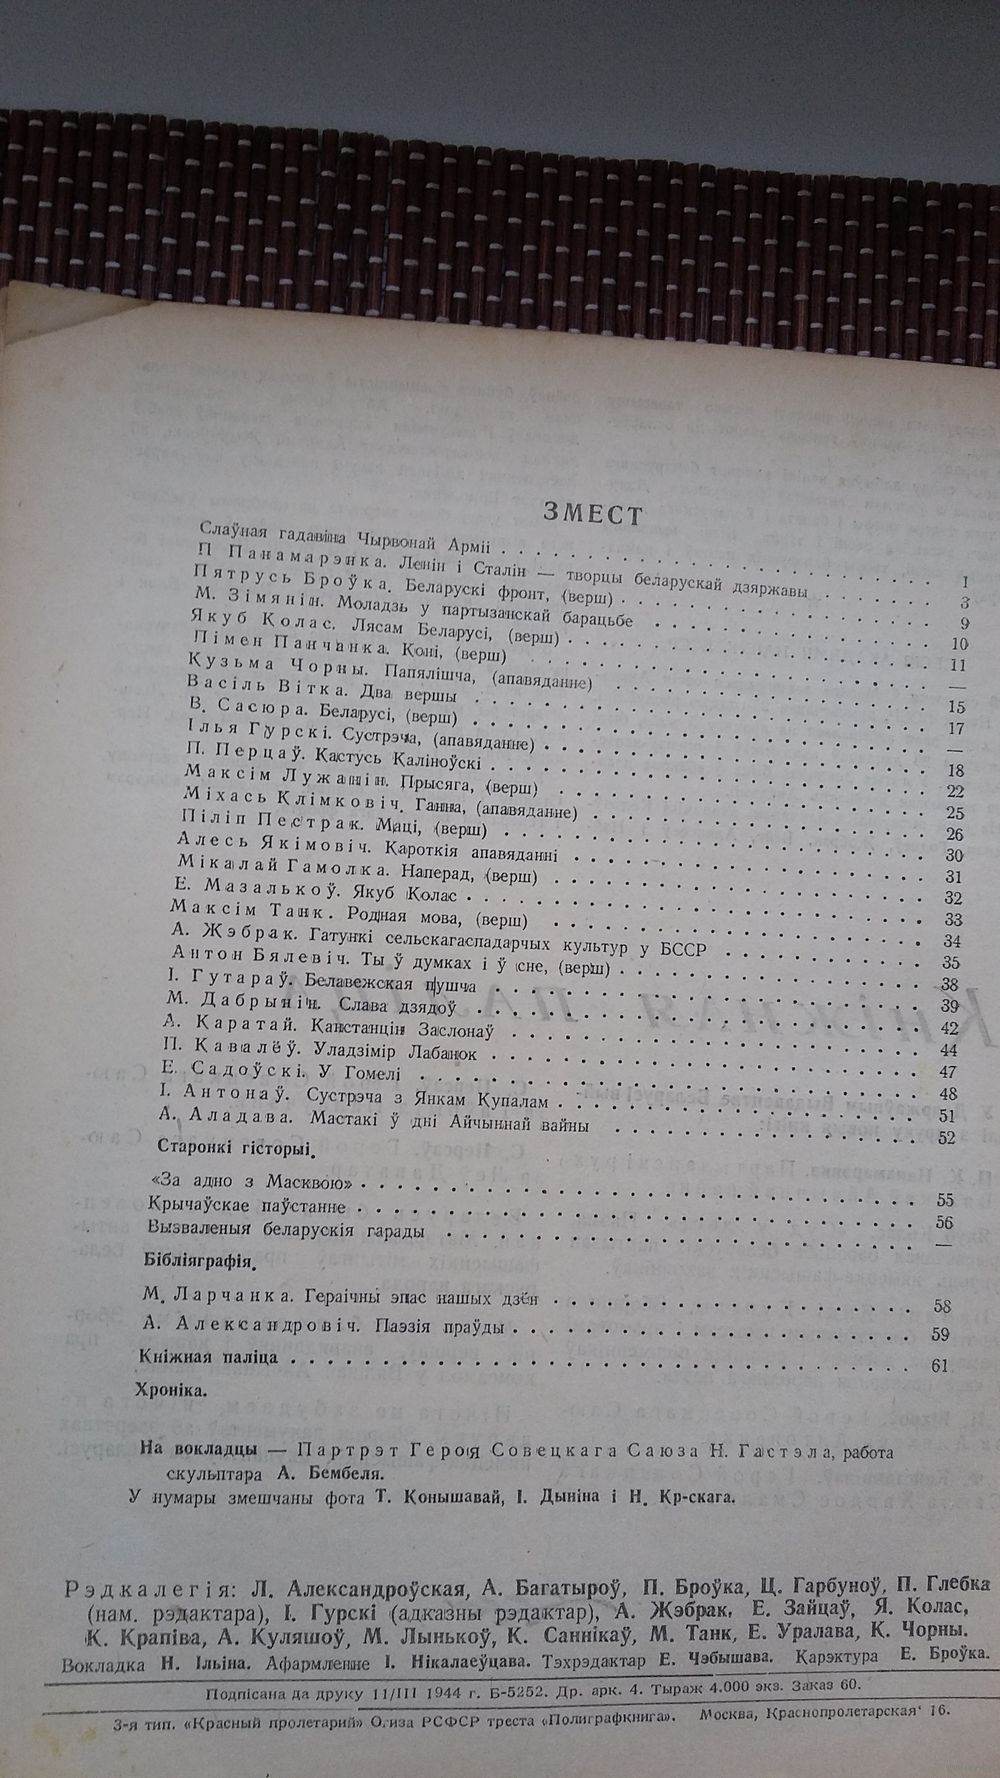 ЗМЕСТ
Слаўная гадавіна Чырвонай Арміі . . . . . 1
П Панамарэнка. Ленін і Сталін — творцы беларускай дзяржавы . . . . . 3
Пятрусь Броўка. Беларускі фронт, (верш) . . . . . 9
М. Зімянін. Моладзь у партызанскай барацьбе . . . . . 10
Якуб Колас. Лясам Беларусі, (верш) . . . . . 11
Пімен Панчанка. Коні, (верш) . . . . . —
Кузьма Чорны. Папялішча, (апавяданне) . . . . . 15
Васіль Вітка. Два вершы . . . . . 17
В. Сасюра. Беларусі, (верш) . . . . . —
Ілья Гурскі. Сустрэча, (апавяданне) . . . . . 18
П. Перцаў. Кастусь Каліноўскі . . . . . 22
Максім Лужанін. Прысяга, (верш) . . . . . 25
Міхась Клімковіч. Ганна, (апавяданне) . . . . . 26
Піліп Пестрак. Маці, (верш) . . . . . 30
Алесь Якімовіч. Кароткія апавяданні . . . . . 31
Мікалай Гамолка. Наперад, (верш) . . . . . 32
Е. Мазалькоў. Якуб Колас . . . . . 33
Максім Танк. Родная мова, (верш) . . . . . 34
А. Жэбрак. Гатункі сельскагаспадарчых культур у БССР . . . . . 35
Антон Бялевіч. Ты ў думках і ў сне, (верш) . . . . . 38
І. Гутараў. Белавежская пушча . . . . . 39
М. Дабрынін. Слава дзядоў . . . . . 42
А. Каратай. Канстанцін Заслонаў . . . . . 44
П. Кавалёў. Уладзімір Лабанок . . . . . 47
Е. Садоўскі. У Гомелі . . . . . 48
І. Антонаў. Сустрэча з Янкам Купалам . . . . . 51
А. Аладава. Мастакі ў дні Айчыннай вайны . . . . . 52
Старонкі гісторыі.
«За адно з Масквою» . . . . . 55
Крычаўскае паўстанне . . . . . 56
Вызваленыя беларускія гарады . . . . . —
Бібліяграфія.
М. Ларчанка. Гераічны эпас нашых дзён . . . . . 58
А. Александровіч. Паэзія праўды . . . . . 59
Кніжная паліца . . . . . 61
Хроніка.
На вокладцы — Партрэт Героя Совецкага Саюза Н. Гастэла, работа
скульптара А. Бембеля.
У нумары змешчаны фота Т. Конышавай, І. Дыніна і Н. Кр-скага.
Рэдкалегія: Л. Александроўская, А. Багатыроў, П. Броўка, Ц. Гарбуноў, П. Глебка
(нам. рэдактара), І. Гурскі (адказны рэдактар), А. Жэбрак, Е. Зайцаў, Я. Колас,
К. Крапіва, А. Куляшоў, М. Лынькоў, К. Саннікаў, М. Танк, Е. Уралава, К. Чорны.
Вокладка Н. Ільіна. Афармленне І. Нікалаеўцава. Тэхрэдактар Е. Чэбышава. Карэктура Е. Броўка.
Подпісана да друку 11/III 1944 г. Б-5252. Др. арк. 4. Тыраж 4.000 экз. Заказ 60.
3-я тип. «Красный пролетарий» Огиза РСФСР треста «Полиграфкнига». Москва, Краснопролетарская 16.